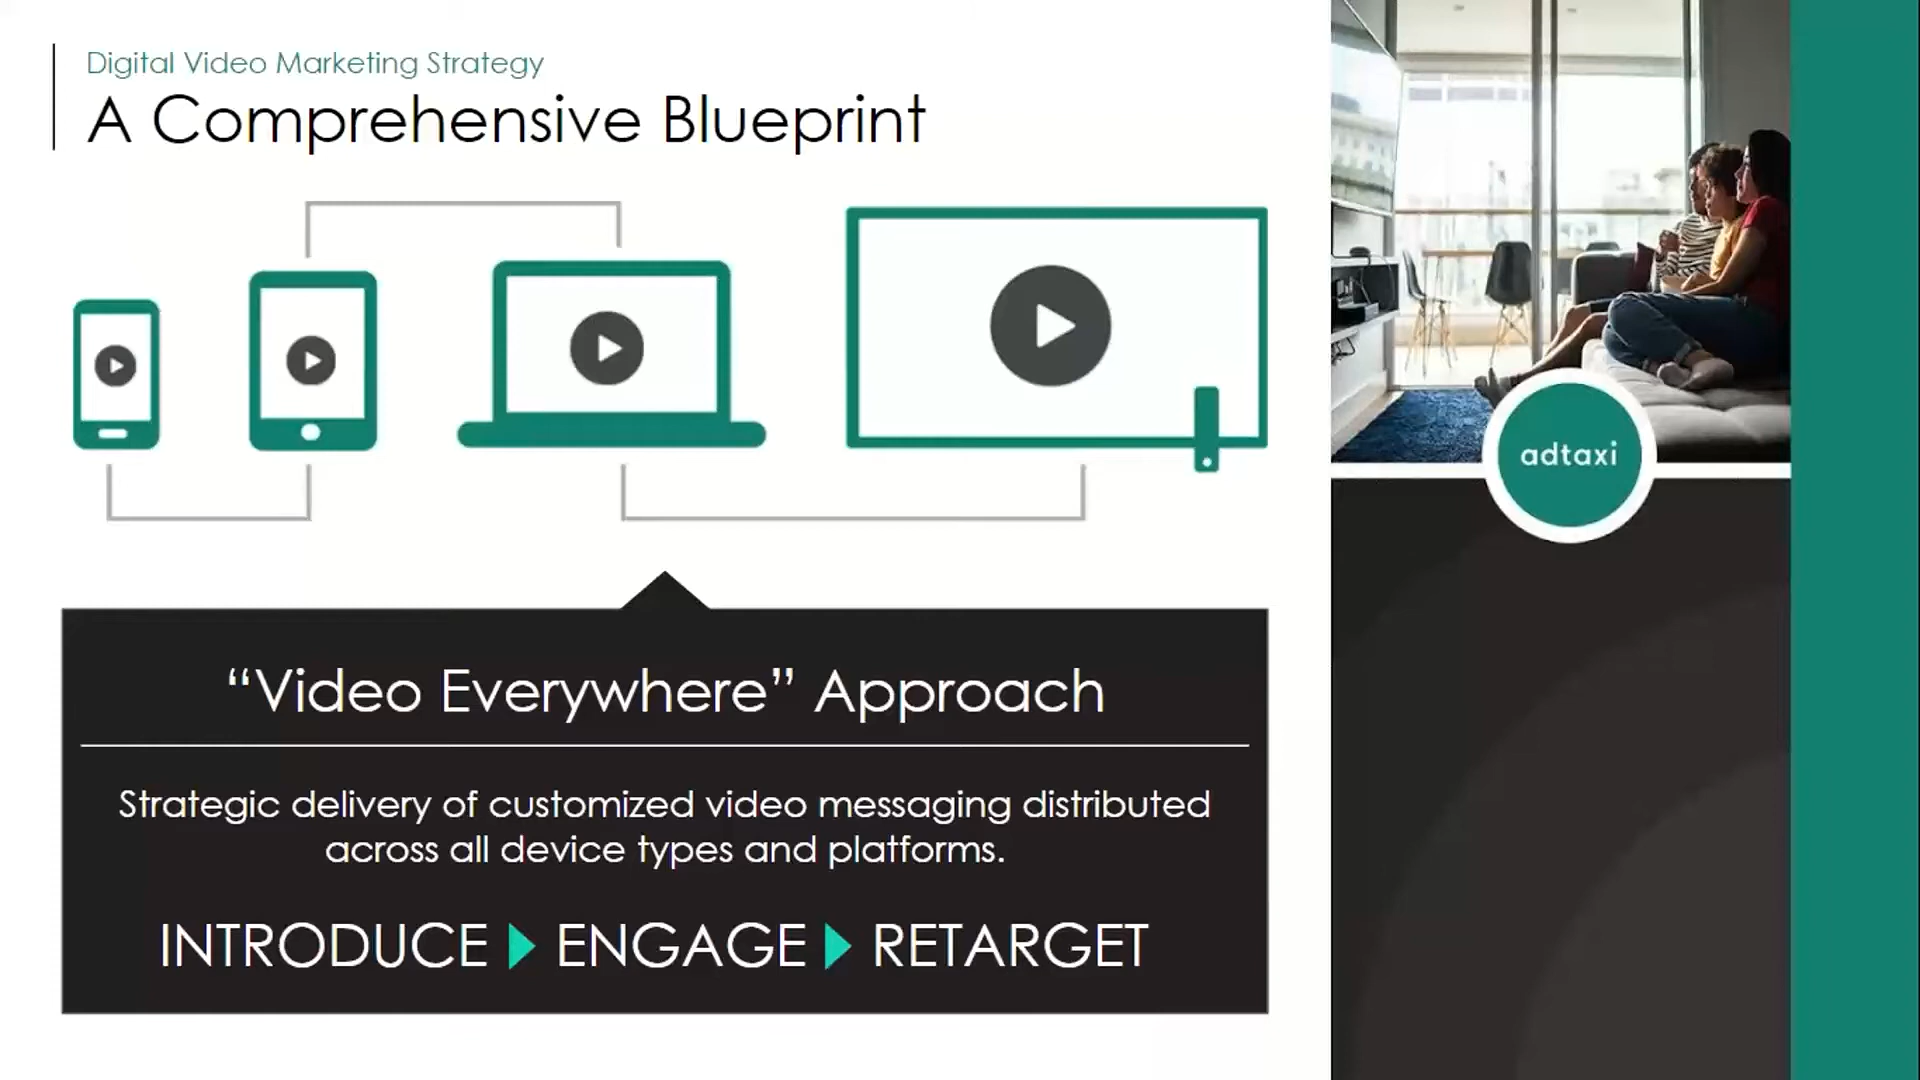 Digital Video Marketing Strategy
A Comprehensive Blueprint
adtaxi
“Video Everywhere” Approach
Strategic delivery of customized video messaging distributed
across all device types and platforms.
INTRODUCE ENGAGE RETARGET